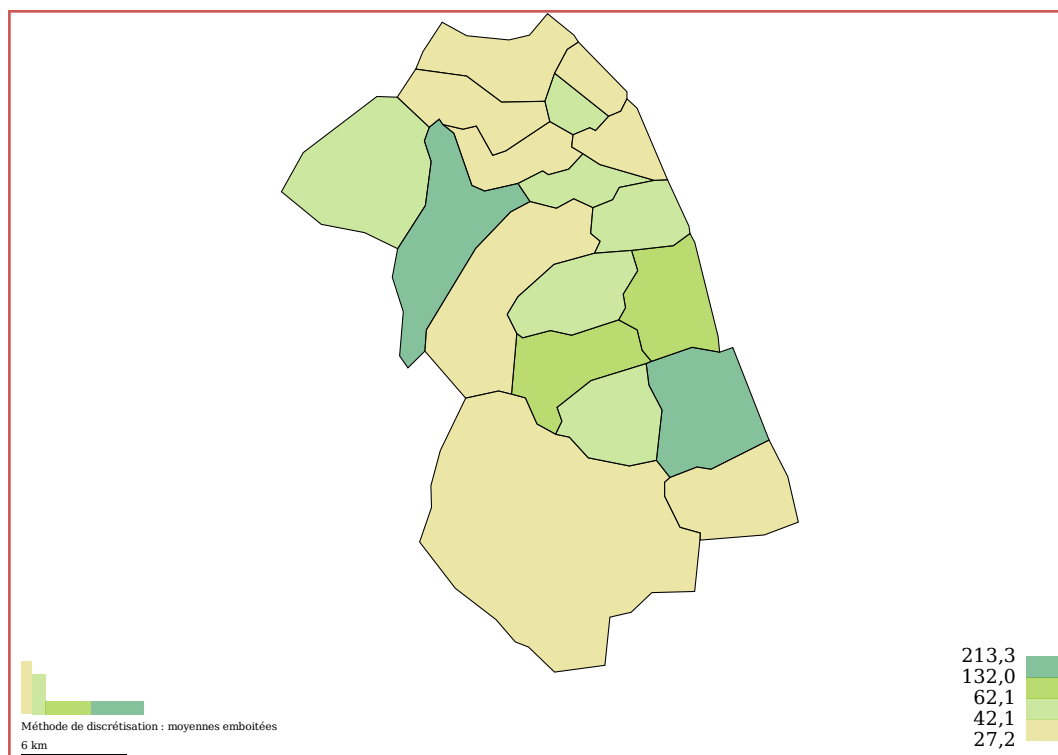 213,3
132,0
62,1
42,1
27,2
Méthode de discrétisation : moyennes emboitées
6 km